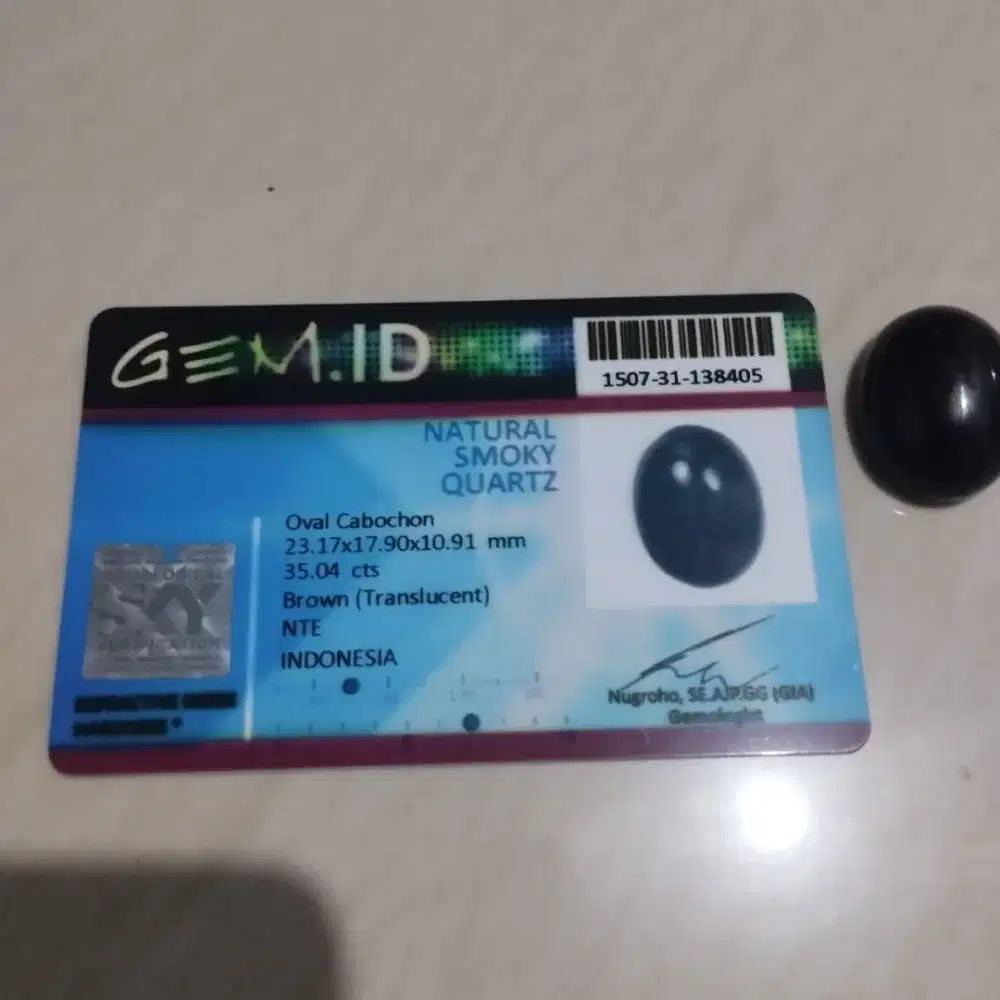 GEM.ID
1507-31-138405
NATURAL
SMOKY
QUARTZ
Oval Cabochon
23.17x17.90x10.91 mm
35.04 cts
Brown (Translucent)
NTE
INDONESIA
Nugroho, SE.AJP.GG (GIA)
Gemologist